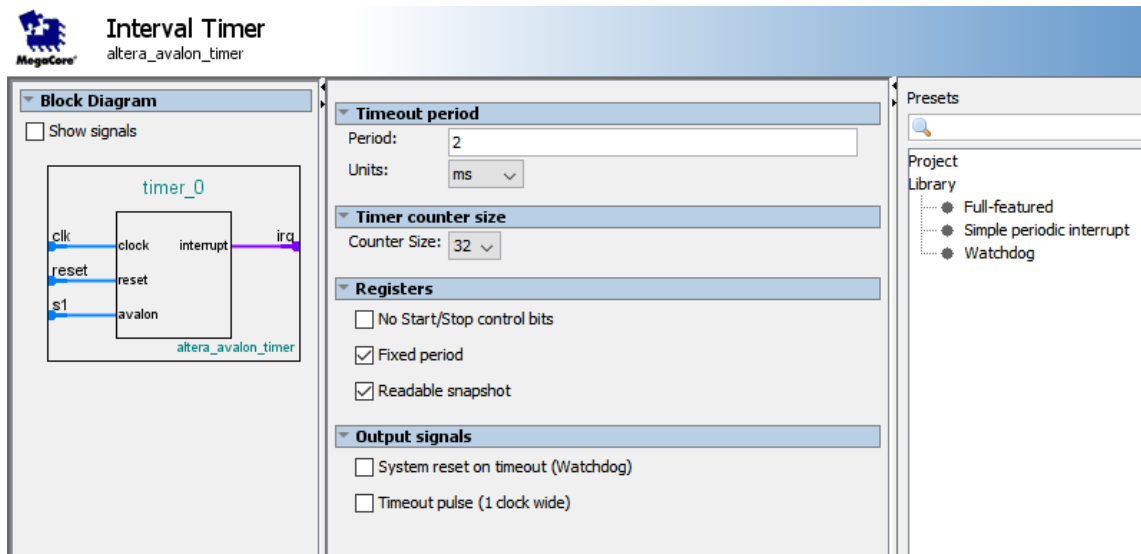 MegaCore®
Interval Timer
altera_avalon_timer
Block Diagram
Show signals
timer_0
clk
clock
interrupt
irq
reset
reset
s1
avalon
altera_avalon_timer
Timeout period
Period: 2
Units: ms
Timer counter size
Counter Size: 32
Registers
No Start/Stop control bits
Fixed period
Readable snapshot
Output signals
System reset on timeout (Watchdog)
Timeout pulse (1 clock wide)
Presets
Project
Library
Full-featured
Simple periodic interrupt
Watchdog